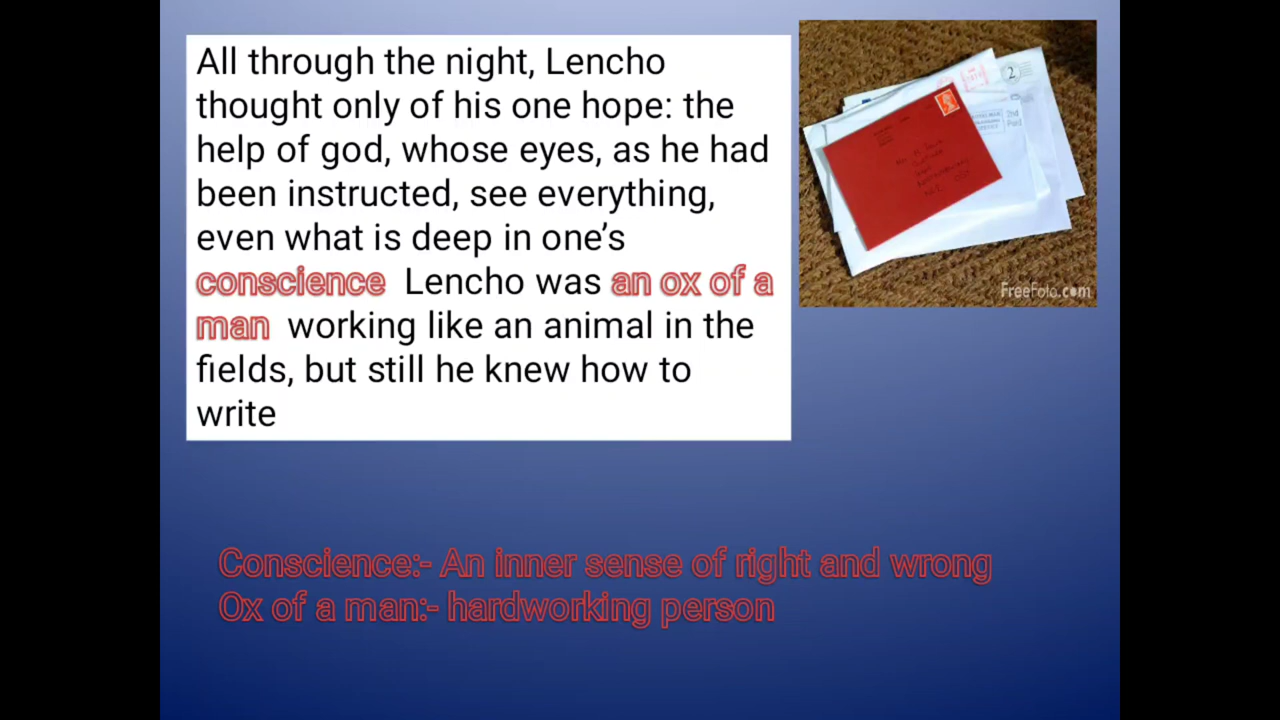 All through the night, Lencho
thought only of his one hope: the
help of god, whose eyes, as he had
been instructed, see everything,
even what is deep in one’s
conscience Lencho was an ox of a
man working like an animal in the
fields, but still he knew how to
write
2
2nd
FreeFoto.com
Conscience:- An inner sense of right and wrong
Ox of a man:- hardworking person